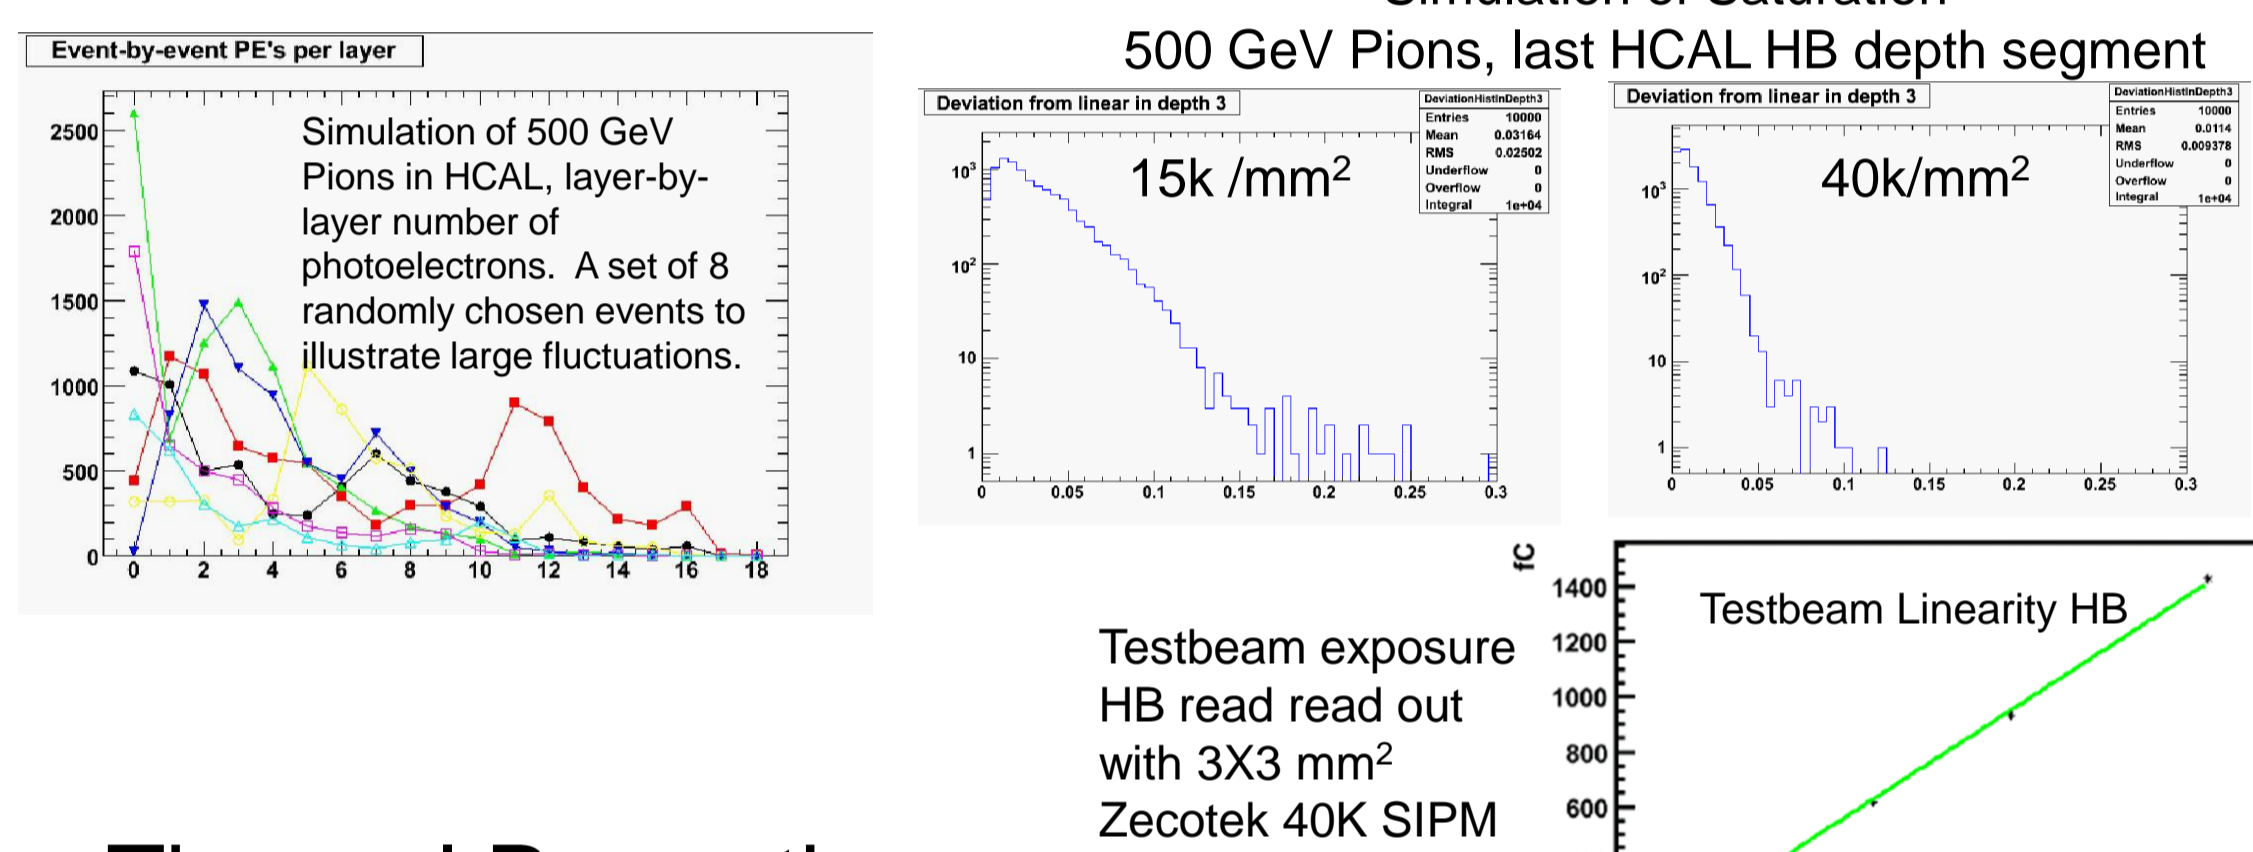 Simulation of Saturation
500 GeV Pions, last HCAL HB depth segment
Event-by-event PE's per layer
Simulation of 500 GeV
Pions in HCAL, layer-by-
layer number of
photoelectrons. A set of 8
randomly chosen events to
illustrate large fluctuations.
2500
2000
1500
1000
500
0
0 2 4 6 8 10 12 14 16 18
Deviation from linear in depth 3
DeviationHistInDepth3
Entries 10000
Mean 0.03164
RMS 0.02502
Underflow 0
Overflow 0
Integral 1e+04
15k /mm²
10³
10²
10
1
0 0.05 0.1 0.15 0.2 0.25 0.3
Deviation from linear in depth 3
DeviationHistInDepth3
Entries 10000
Mean 0.0114
RMS 0.009378
Underflow 0
Overflow 0
Integral 1e+04
40k/mm²
10³
10²
10
1
0 0.05 0.1 0.15 0.2 0.25 0.3
Testbeam exposure
HB read read out
with 3X3 mm²
Zecotek 40K SIPM
fC
Testbeam Linearity HB
1400
1200
1000
800
600